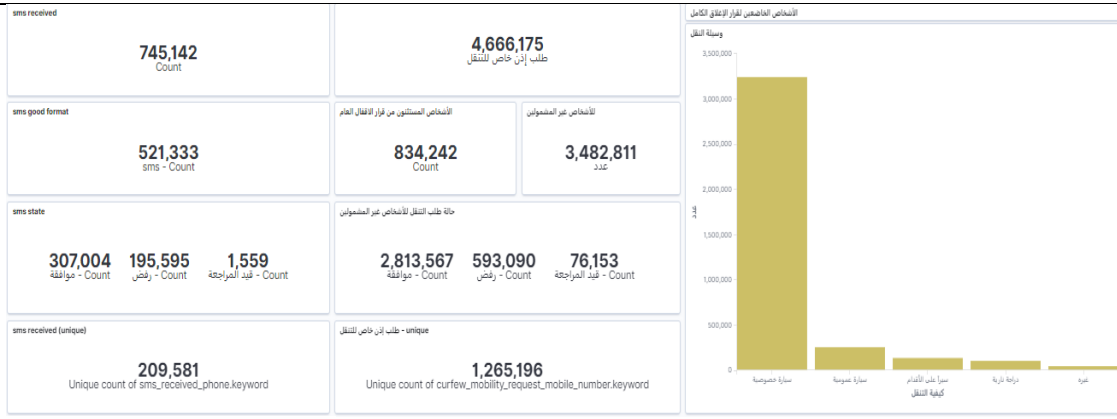 sms received
745,142
Count
4,666,175
طلب إذن خاص للتنقل
sms good format
521,333
sms - Count
الأشخاص المستثنون من قرار الاقفال العام
834,242
Count
للأشخاص غير المشمولين
3,482,811
عدد
sms state
307,004
Count - موافقة
195,595
Count - رفض
1,559
Count - قيد المراجعة
حالة طلب التنقل للأشخاص غير المشمولين
2,813,567
Count - موافقة
593,090
Count - رفض
76,153
Count - قيد المراجعة
sms received (unique)
209,581
Unique count of sms_received_phone.keyword
طلب إذن خاص للتنقل - unique
1,265,196
Unique count of curfew_mobility_request_mobile_number.keyword
الأشخاص الخاضعين لقرار الإغلاق الكامل
وسيلة النقل
3,500,000
3,000,000
2,500,000
2,000,000
1,500,000
1,000,000
500,000
0
عدد
سيارة خصوصية
سيارة عمومية
سيرا على الأقدام
دراجة نارية
غيره
كيفية التنقل